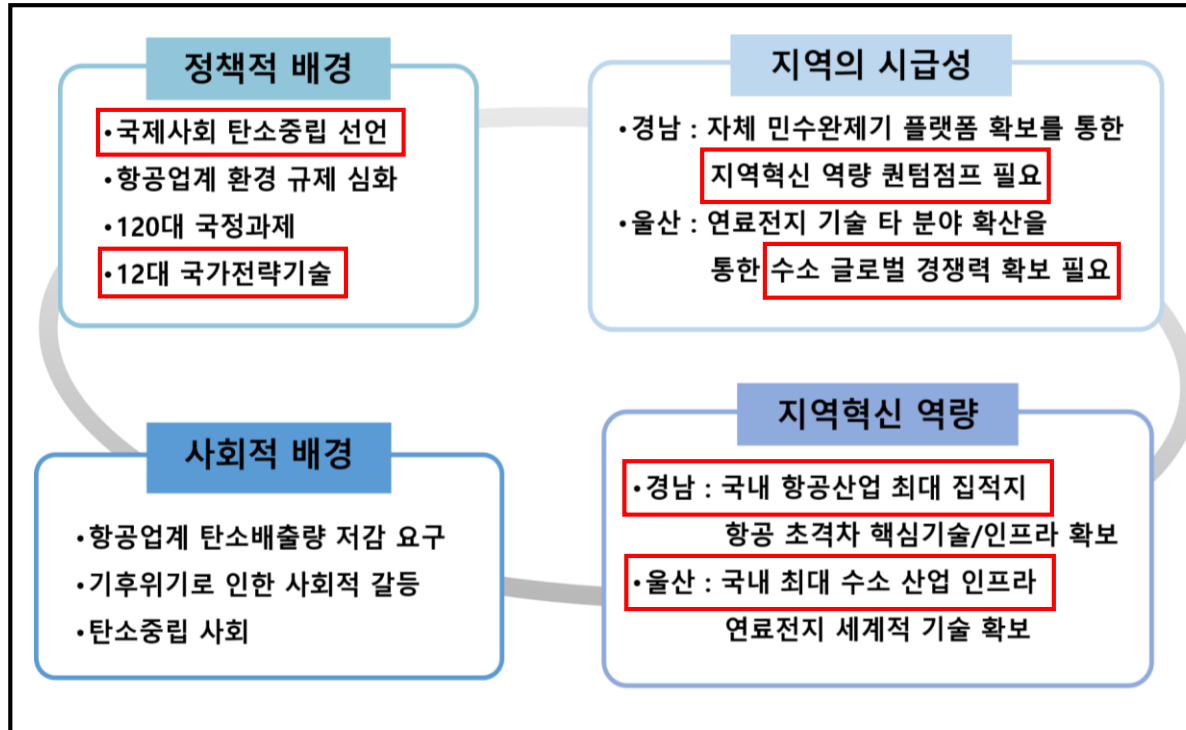 정책적 배경
•국제사회 탄소중립 선언
•항공업계 환경 규제 심화
•120대 국정과제
•12대 국가전략기술
지역의 시급성
•경남 : 자체 민수완제기 플랫폼 확보를 통한
지역혁신 역량 퀀텀점프 필요
•울산 : 연료전지 기술 타 분야 확산을
통한 수소 글로벌 경쟁력 확보 필요
사회적 배경
•항공업계 탄소배출량 저감 요구
•기후위기로 인한 사회적 갈등
•탄소중립 사회
지역혁신 역량
•경남 : 국내 항공산업 최대 집적지
항공 초격차 핵심기술/인프라 확보
•울산 : 국내 최대 수소 산업 인프라
연료전지 세계적 기술 확보